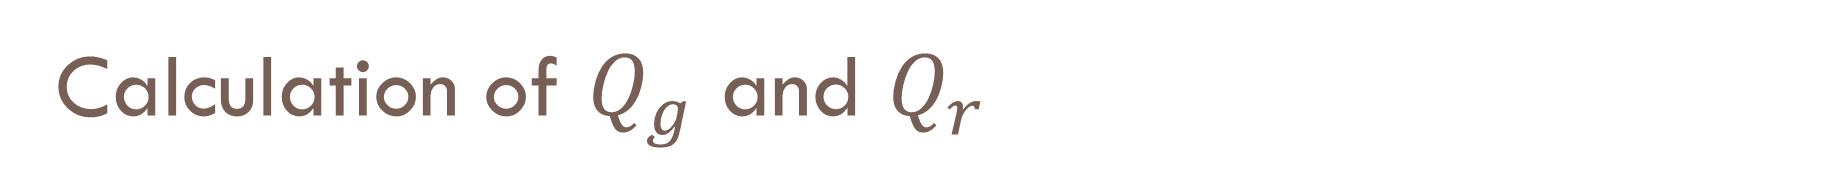 Calculation of $Q_g$ and $Q_r$